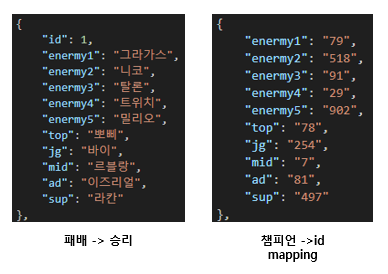 {
"id": 1,
"enermy1": "그라가스",
"enermy2": "니코",
"enermy3": "탈론",
"enermy4": "트위치",
"enermy5": "밀리오",
"top": "뽀삐",
"jg": "바이",
"mid": "르블랑",
"ad": "이즈리얼",
"sup": "라칸"
},
패배 -> 승리
{
"enermy1": "79",
"enermy2": "518",
"enermy3": "91",
"enermy4": "29",
"enermy5": "902",
"top": "78",
"jg": "254",
"mid": "7",
"ad": "81",
"sup": "497"
},
챔피언 ->id
mapping